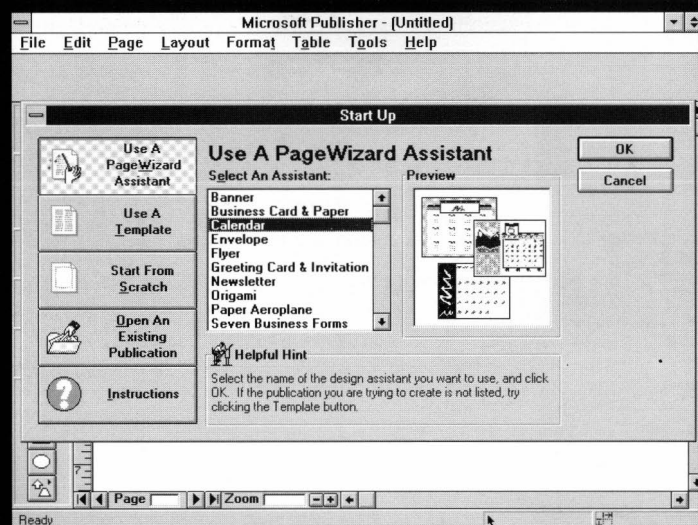 Microsoft Publisher - [Untitled]
File Edit Page Layout Format Table Tools Help
Start Up
Use A
PageWizard
Assistant
Use A
Template
Start From
Scratch
Open An
Existing
Publication
Instructions
Use A PageWizard Assistant
Select An Assistant:
Banner
Business Card & Paper
Calendar
Envelope
Flyer
Greeting Card & Invitation
Newsletter
Origami
Paper Aeroplane
Seven Business Forms
Preview
OK
Cancel
Helpful Hint
Select the name of the design assistant you want to use, and click
OK. If the publication you are trying to create is not listed, try
clicking the Template button.
7
Page Zoom
Ready